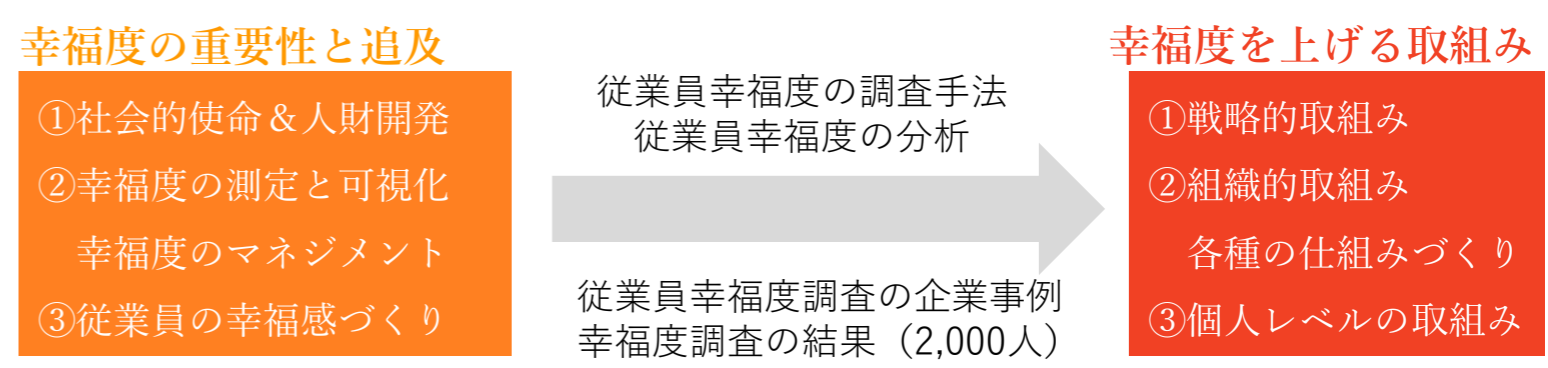 幸福度の重要性と追及
①社会的使命＆人財開発
②幸福度の測定と可視化
幸福度のマネジメント
③従業員の幸福感づくり
従業員幸福度の調査手法
従業員幸福度の分析
従業員幸福度調査の企業事例
幸福度調査の結果（2,000人）
幸福度を上げる取組み
①戦略的取組み
②組織的取組み
各種の仕組みづくり
③個人レベルの取組み